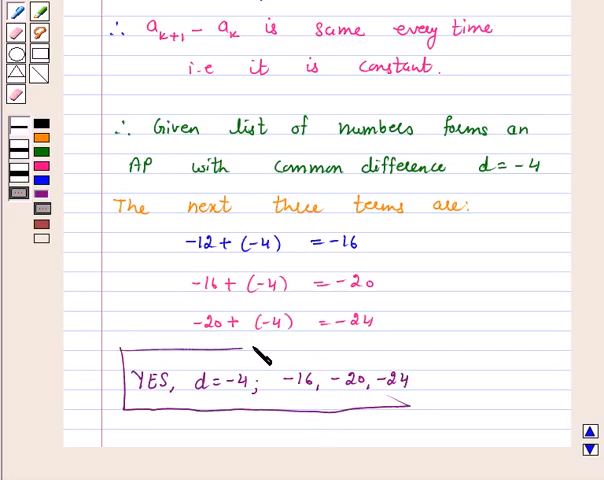 ∴ aₖ₊₁ - aₖ is same every time
i.e it is constant.
∴ Given list of numbers forms an
AP with common difference d = -4
The next three terms are:
-12 + (-4) = -16
-16 + (-4) = -20
-20 + (-4) = -24
YES, d = -4; -16, -20, -24